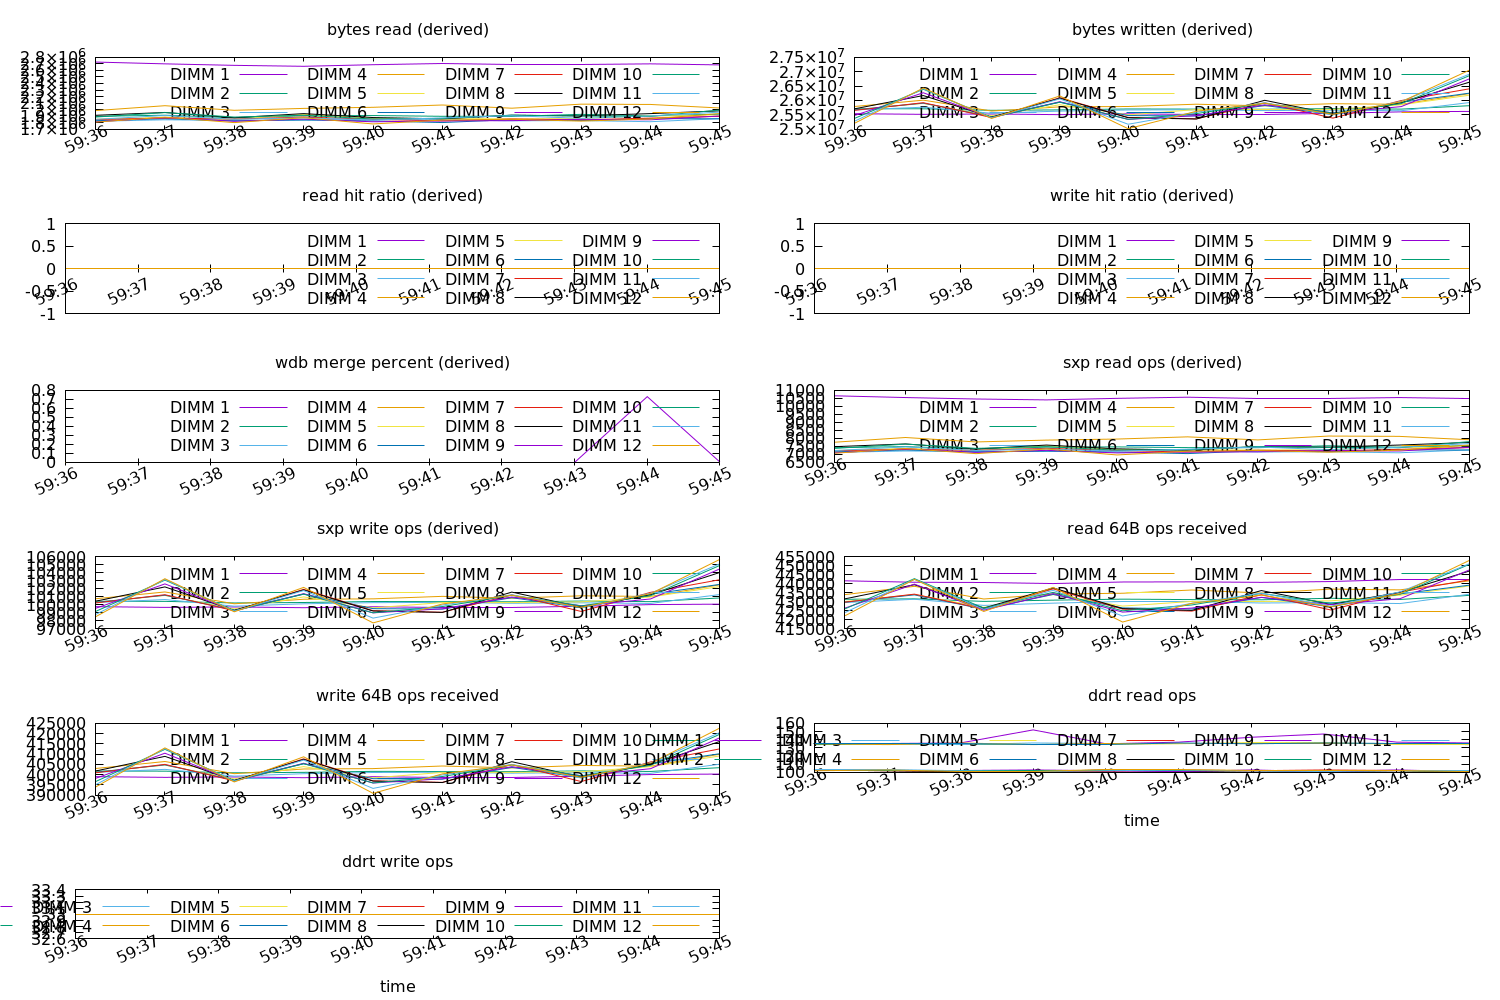 bytes read (derived)
2.8×10⁶
1.7×10⁶
DIMM 1 DIMM 4 DIMM 7 DIMM 10
DIMM 2 DIMM 5 DIMM 8 DIMM 11
DIMM 3 DIMM 6 DIMM 9 DIMM 12
59:36 59:37 59:38 59:39 59:40 59:41 59:42 59:43 59:44 59:45
bytes written (derived)
2.75×10⁷
2.7×10⁷
2.65×10⁷
2.6×10⁷
2.55×10⁷
2.5×10⁷
DIMM 1 DIMM 4 DIMM 7 DIMM 10
DIMM 2 DIMM 5 DIMM 8 DIMM 11
DIMM 3 DIMM 6 DIMM 9 DIMM 12
59:36 59:37 59:38 59:39 59:40 59:41 59:42 59:43 59:44 59:45
read hit ratio (derived)
1
0.5
0
-0.5
-1
DIMM 1 DIMM 5 DIMM 9
DIMM 2 DIMM 6 DIMM 10
DIMM 3 DIMM 7 DIMM 11
DIMM 4 DIMM 8 DIMM 12
59:36 59:37 59:38 59:39 59:40 59:41 59:42 59:43 59:44 59:45
write hit ratio (derived)
1
0.5
0
-0.5
-1
DIMM 1 DIMM 5 DIMM 9
DIMM 2 DIMM 6 DIMM 10
DIMM 3 DIMM 7 DIMM 11
DIMM 4 DIMM 8 DIMM 12
59:36 59:37 59:38 59:39 59:40 59:41 59:42 59:43 59:44 59:45
wdb merge percent (derived)
0.8
0.7
0.6
0.5
0.4
0.3
0.2
0.1
0
DIMM 1 DIMM 4 DIMM 7 DIMM 10
DIMM 2 DIMM 5 DIMM 8 DIMM 11
DIMM 3 DIMM 6 DIMM 9 DIMM 12
59:36 59:37 59:38 59:39 59:40 59:41 59:42 59:43 59:44 59:45
sxp read ops (derived)
11000
10500
10000
9500
9000
8500
8000
7500
7000
6500
DIMM 1 DIMM 4 DIMM 7 DIMM 10
DIMM 2 DIMM 5 DIMM 8 DIMM 11
DIMM 3 DIMM 6 DIMM 9 DIMM 12
59:36 59:37 59:38 59:39 59:40 59:41 59:42 59:43 59:44 59:45
sxp write ops (derived)
106000
105000
104000
103000
102000
101000
100000
99000
98000
97000
DIMM 1 DIMM 4 DIMM 7 DIMM 10
DIMM 2 DIMM 5 DIMM 8 DIMM 11
DIMM 3 DIMM 6 DIMM 9 DIMM 12
59:36 59:37 59:38 59:39 59:40 59:41 59:42 59:43 59:44 59:45
read 64B ops received
455000
450000
445000
440000
435000
430000
425000
420000
415000
DIMM 1 DIMM 4 DIMM 7 DIMM 10
DIMM 2 DIMM 5 DIMM 8 DIMM 11
DIMM 3 DIMM 6 DIMM 9 DIMM 12
59:36 59:37 59:38 59:39 59:40 59:41 59:42 59:43 59:44 59:45
write 64B ops received
425000
420000
415000
410000
405000
400000
395000
390000
DIMM 1 DIMM 4 DIMM 7 DIMM 10
DIMM 2 DIMM 5 DIMM 8 DIMM 11
DIMM 3 DIMM 6 DIMM 9 DIMM 12
59:36 59:37 59:38 59:39 59:40 59:41 59:42 59:43 59:44 59:45
ddrt read ops
160
100
DIMM 1 DIMM 3 DIMM 5 DIMM 7 DIMM 9 DIMM 11
DIMM 2 DIMM 4 DIMM 6 DIMM 8 DIMM 10 DIMM 12
59:36 59:37 59:38 59:39 59:40 59:41 59:42 59:43 59:44 59:45
time
ddrt write ops
33.4
32.6
DIMM 3 DIMM 5 DIMM 7 DIMM 9 DIMM 11
DIMM 4 DIMM 6 DIMM 8 DIMM 10 DIMM 12
59:36 59:37 59:38 59:39 59:40 59:41 59:42 59:43 59:44 59:45
time